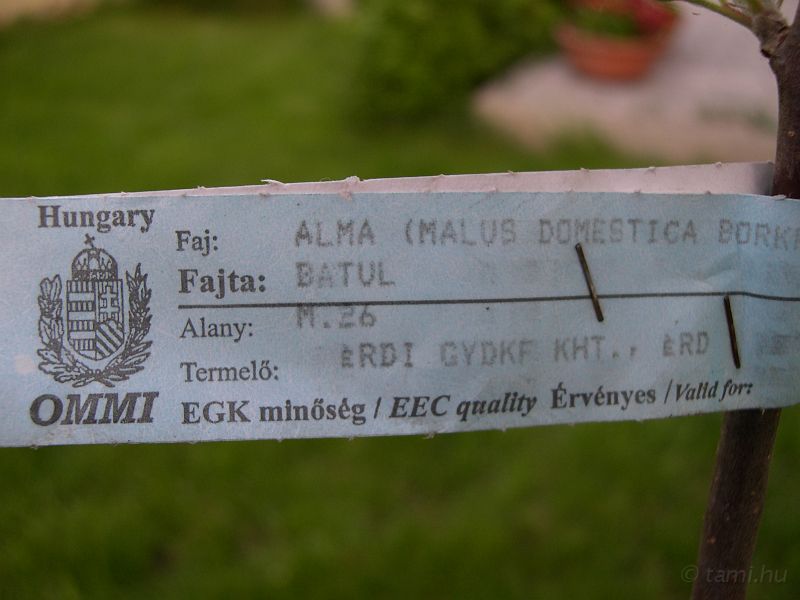 Hungary
Faj: ALMA (MALUS DOMESTICA BORKH
Fajta: BATUL
Alany: M.26
Termelő: ÉRDI GYDKF KHT., ÉRD
OMMI
EGK minőség / EEC quality Érvényes / Valid for:
© tami.hu